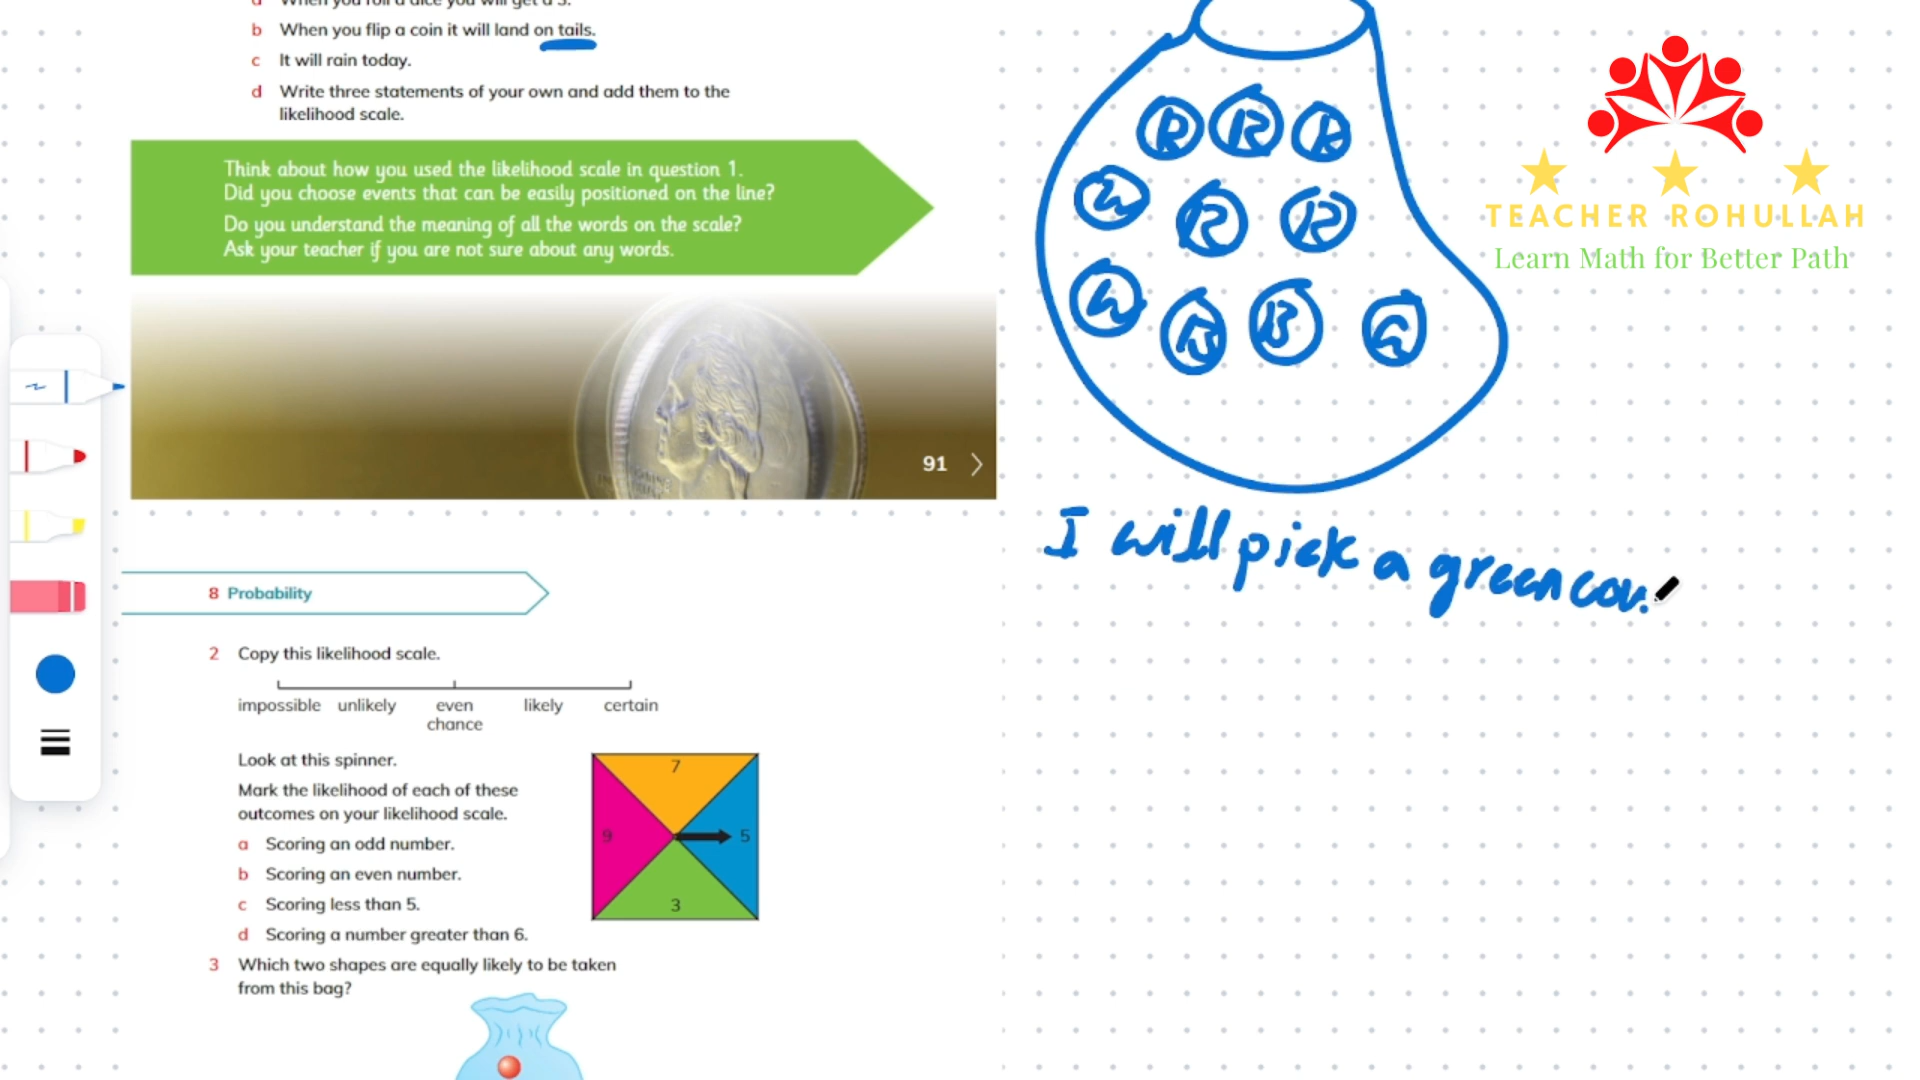 b When you flip a coin it will land on tails.
c It will rain today.
d Write three statements of your own and add them to the
likelihood scale.
Think about how you used the likelihood scale in question 1.
Did you choose events that can be easily positioned on the line?
Do you understand the meaning of all the words on the scale?
Ask your teacher if you are not sure about any words.
91
8 Probability
2 Copy this likelihood scale.
impossible unlikely even likely certain
chance
Look at this spinner.
Mark the likelihood of each of these
outcomes on your likelihood scale.
a Scoring an odd number.
b Scoring an even number.
c Scoring less than 5.
d Scoring a number greater than 6.
7
9
5
3
3 Which two shapes are equally likely to be taken
from this bag?
R R
W R R
B G
I will pick a green
TEACHER ROHULLAH
Learn Math for Better Path